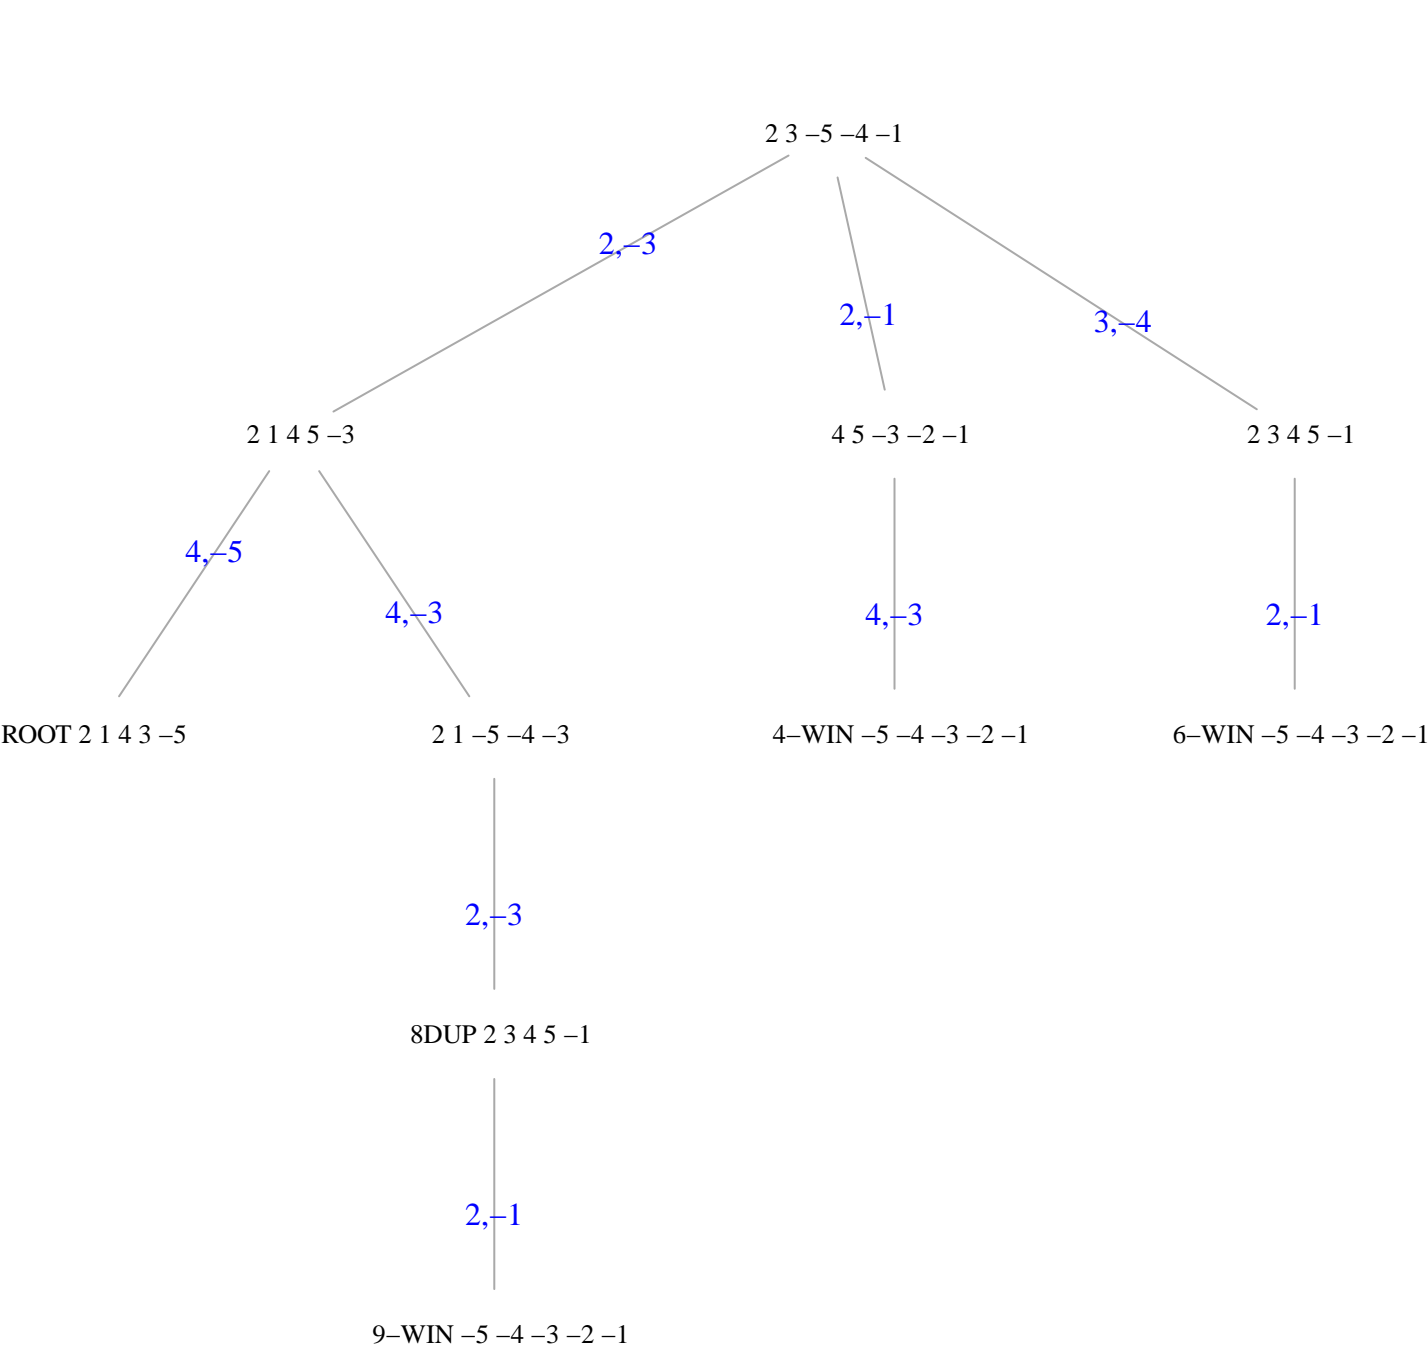 2 3 –5 –4 –1
2,–3
2,–1
3,–4
2 1 4 5 –3
4 5 –3 –2 –1
2 3 4 5 –1
4,–5
4,–3
4,–3
2,–1
ROOT 2 1 4 3 –5
2 1 –5 –4 –3
4–WIN –5 –4 –3 –2 –1
6–WIN –5 –4 –3 –2 –1
2,–3
8DUP 2 3 4 5 –1
2,–1
9–WIN –5 –4 –3 –2 –1